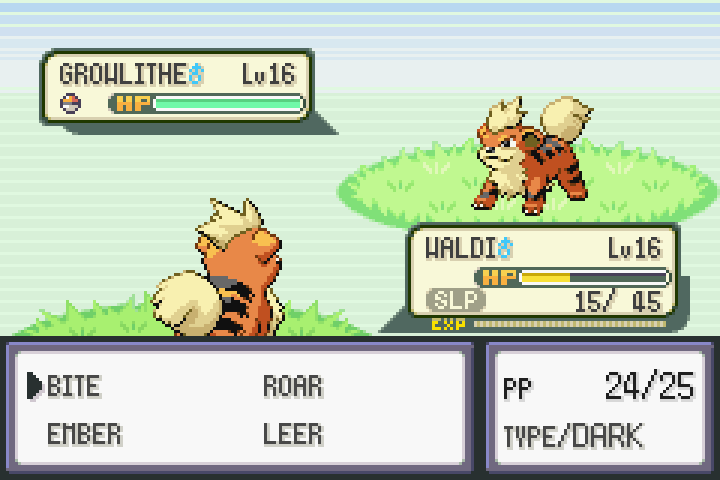 GROWLITHE♂ Lv16
HP
WALDI♂ Lv16
HP
SLP 15/ 45
EXP
BITE ROAR
EMBER LEER
PP 24/25
TYPE/DARK